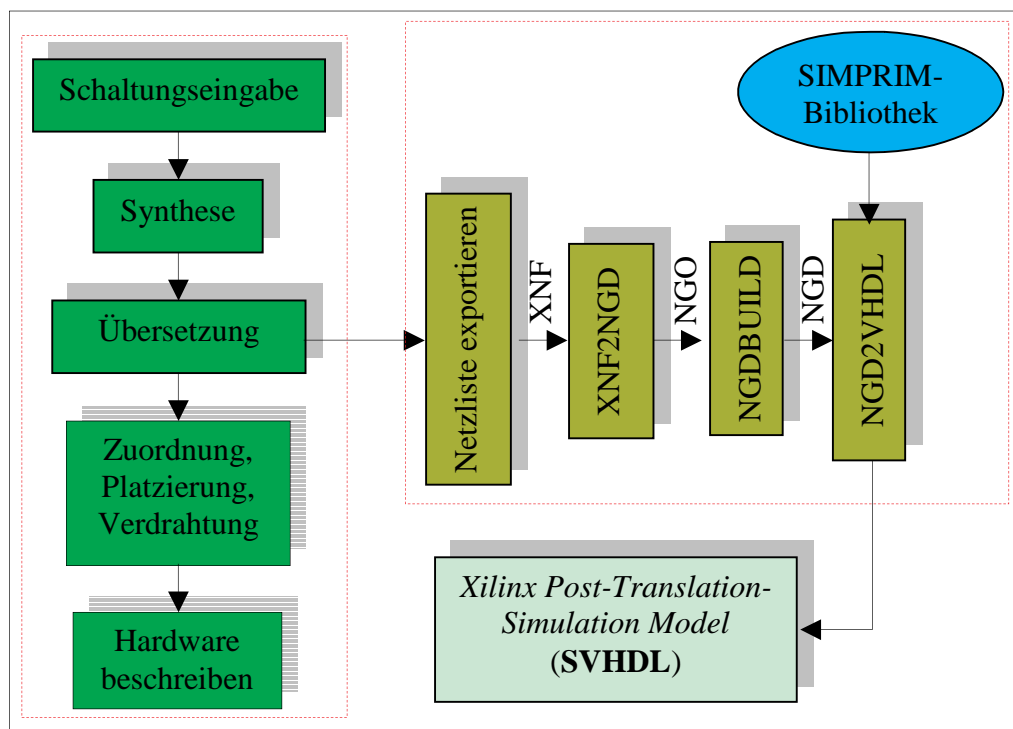 Schaltungseingabe
Synthese
Übersetzung
Zuordnung,
Platzierung,
Verdrahtung
Hardware
beschreiben
SIMPRIM-
Bibliothek
Netzliste exportieren
XNF
XNF2NGD
NGO
NGDBUILD
NGD
NGD2VHDL
Xilinx Post-Translation-
Simulation Model
(SVHDL)